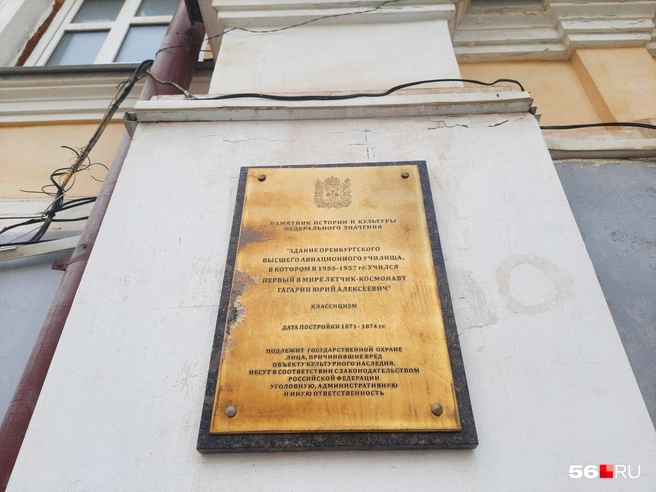 ПАМЯТНИК ИСТОРИИ И КУЛЬТУРЫ
ФЕДЕРАЛЬНОГО ЗНАЧЕНИЯ
"ЗДАНИЕ ОРЕНБУРГСКОГО
ВЫСШЕГО АВИАЦИОННОГО УЧИЛИЩА,
В КОТОРОМ В 1955-1957 гг. УЧИЛСЯ
ПЕРВЫЙ В МИРЕ ЛЕТЧИК-КОСМОНАВТ
ГАГАРИН ЮРИЙ АЛЕКСЕЕВИЧ"
КЛАССИЦИЗМ
ДАТА ПОСТРОЙКИ 1871-1874 гг.
ПОДЛЕЖИТ ГОСУДАРСТВЕННОЙ ОХРАНЕ
ЛИЦА, ПРИЧИНИВШИЕ ВРЕД
ОБЪЕКТУ КУЛЬТУРНОГО НАСЛЕДИЯ,
НЕСУТ В СООТВЕТСТВИИ С ЗАКОНОДАТЕЛЬСТВОМ
РОССИЙСКОЙ ФЕДЕРАЦИИ
УГОЛОВНУЮ, АДМИНИСТРАТИВНУЮ
И ИНУЮ ОТВЕТСТВЕННОСТЬ
56.RU